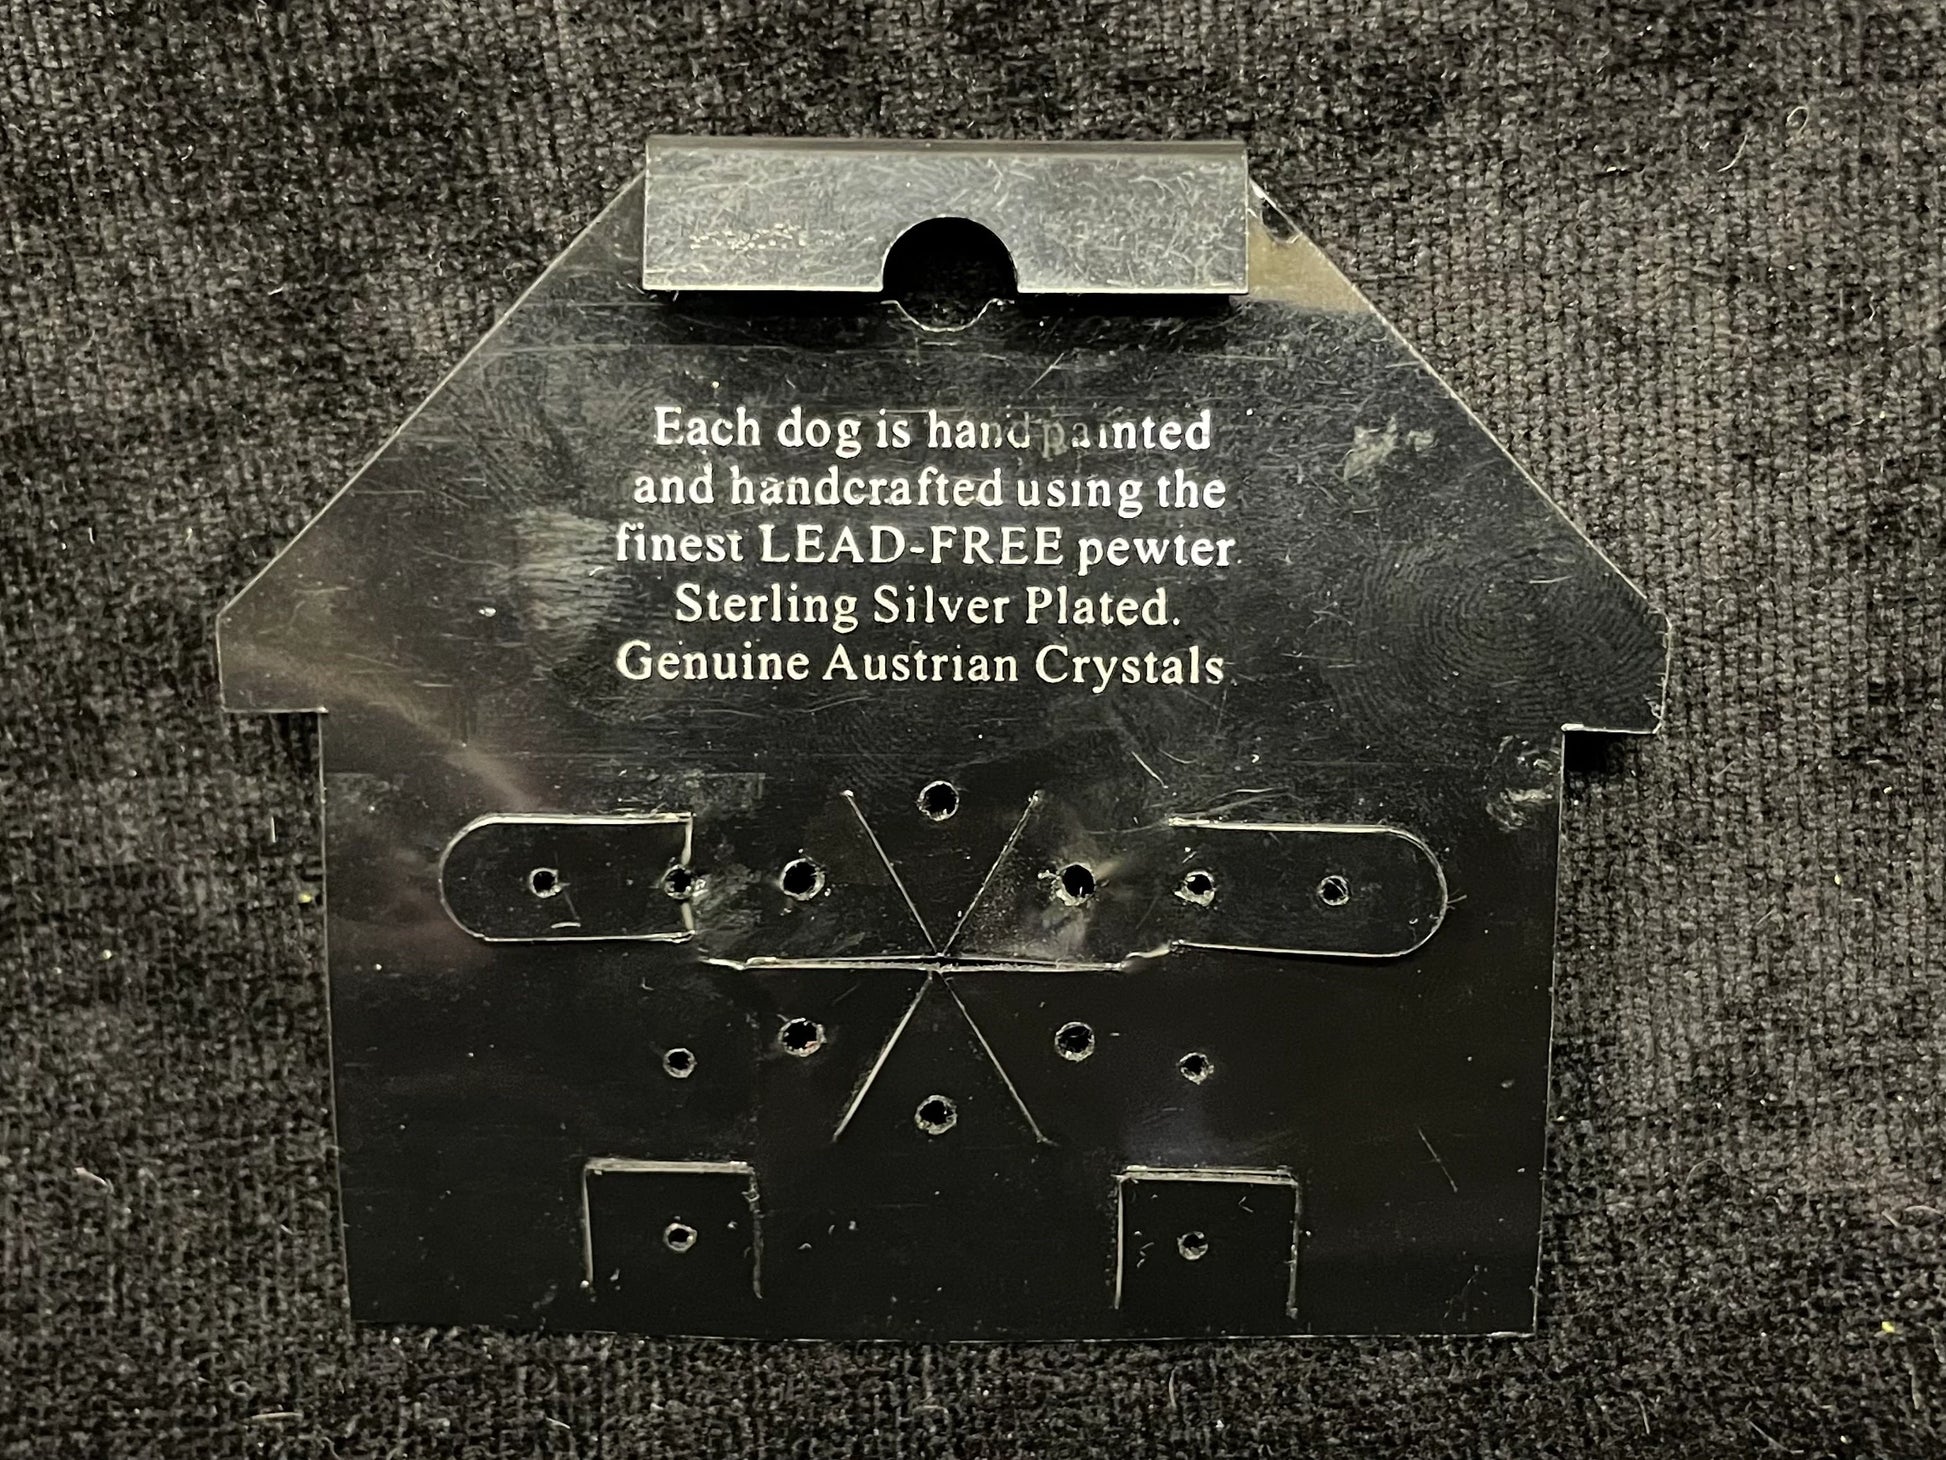 Each dog is hand painted
and handcrafted using the
finest LEAD-FREE pewter
Sterling Silver Plated.
Genuine Austrian Crystals